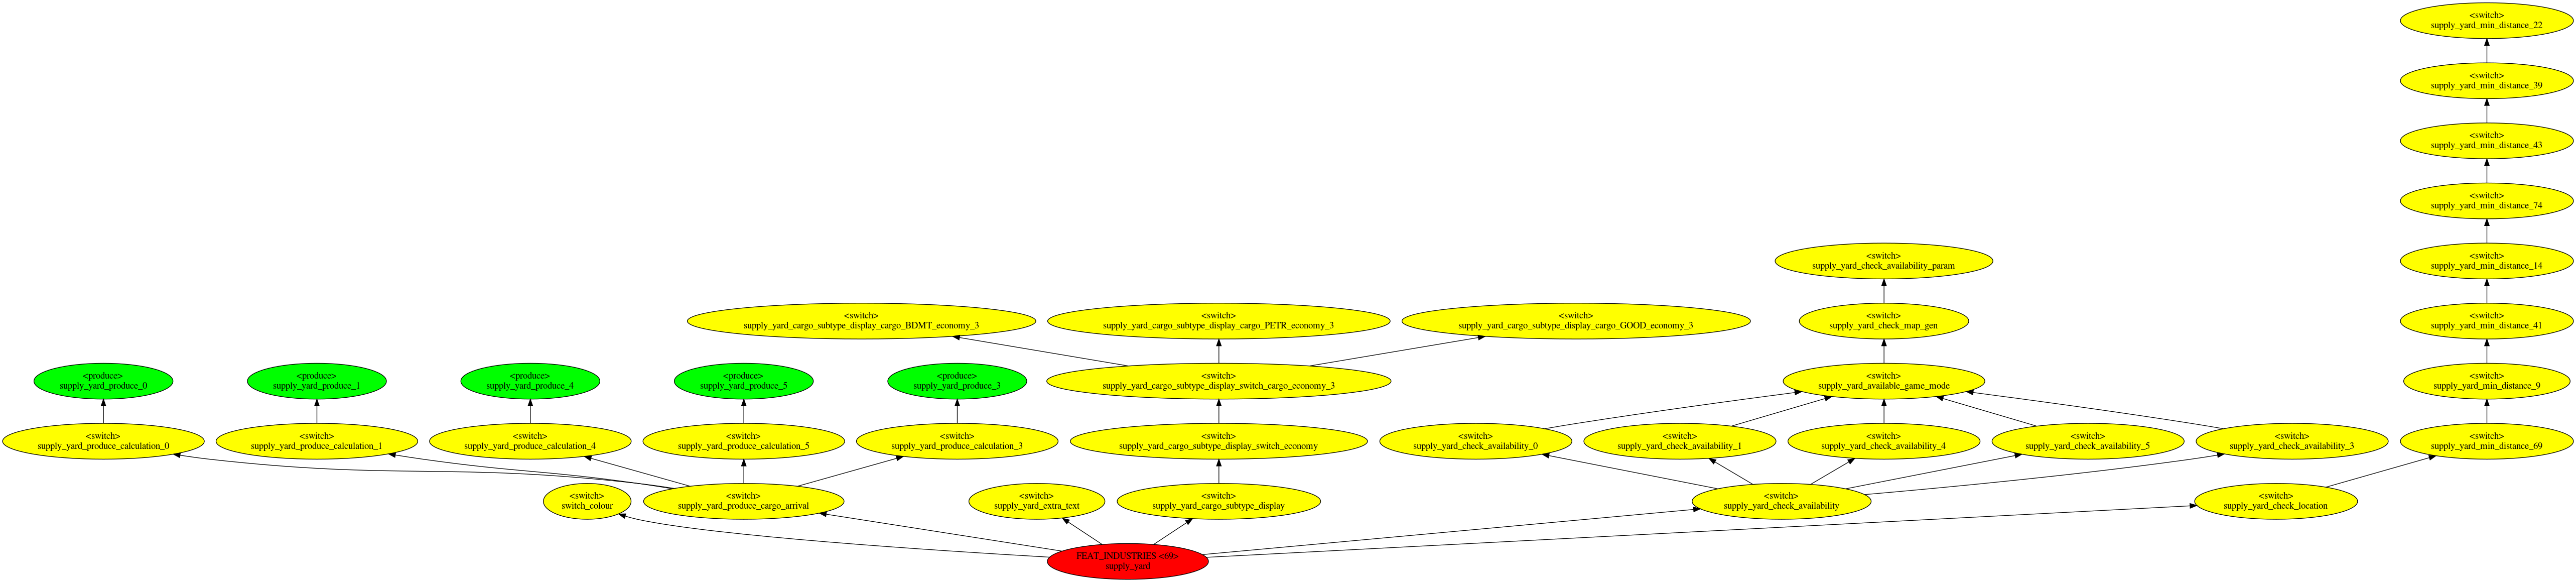 <switch>
supply_yard_min_distance_22
<switch>
supply_yard_min_distance_39
<switch>
supply_yard_min_distance_43
<switch>
supply_yard_min_distance_74
<switch>
supply_yard_check_availability_param
<switch>
supply_yard_min_distance_14
<switch>
supply_yard_cargo_subtype_display_cargo_BDMT_economy_3
<switch>
supply_yard_cargo_subtype_display_cargo_PETR_economy_3
<switch>
supply_yard_cargo_subtype_display_cargo_GOOD_economy_3
<switch>
supply_yard_check_map_gen
<switch>
supply_yard_min_distance_41
<produce>
supply_yard_produce_0
<produce>
supply_yard_produce_1
<produce>
supply_yard_produce_4
<produce>
supply_yard_produce_5
<produce>
supply_yard_produce_3
<switch>
supply_yard_cargo_subtype_display_switch_cargo_economy_3
<switch>
supply_yard_available_game_mode
<switch>
supply_yard_min_distance_9
<switch>
supply_yard_produce_calculation_0
<switch>
supply_yard_produce_calculation_1
<switch>
supply_yard_produce_calculation_4
<switch>
supply_yard_produce_calculation_5
<switch>
supply_yard_produce_calculation_3
<switch>
supply_yard_cargo_subtype_display_switch_economy
<switch>
supply_yard_check_availability_0
<switch>
supply_yard_check_availability_1
<switch>
supply_yard_check_availability_4
<switch>
supply_yard_check_availability_5
<switch>
supply_yard_check_availability_3
<switch>
supply_yard_min_distance_69
<switch>
switch_colour
<switch>
supply_yard_produce_cargo_arrival
<switch>
supply_yard_extra_text
<switch>
supply_yard_cargo_subtype_display
<switch>
supply_yard_check_availability
<switch>
supply_yard_check_location
FEAT_INDUSTRIES <69>
supply_yard